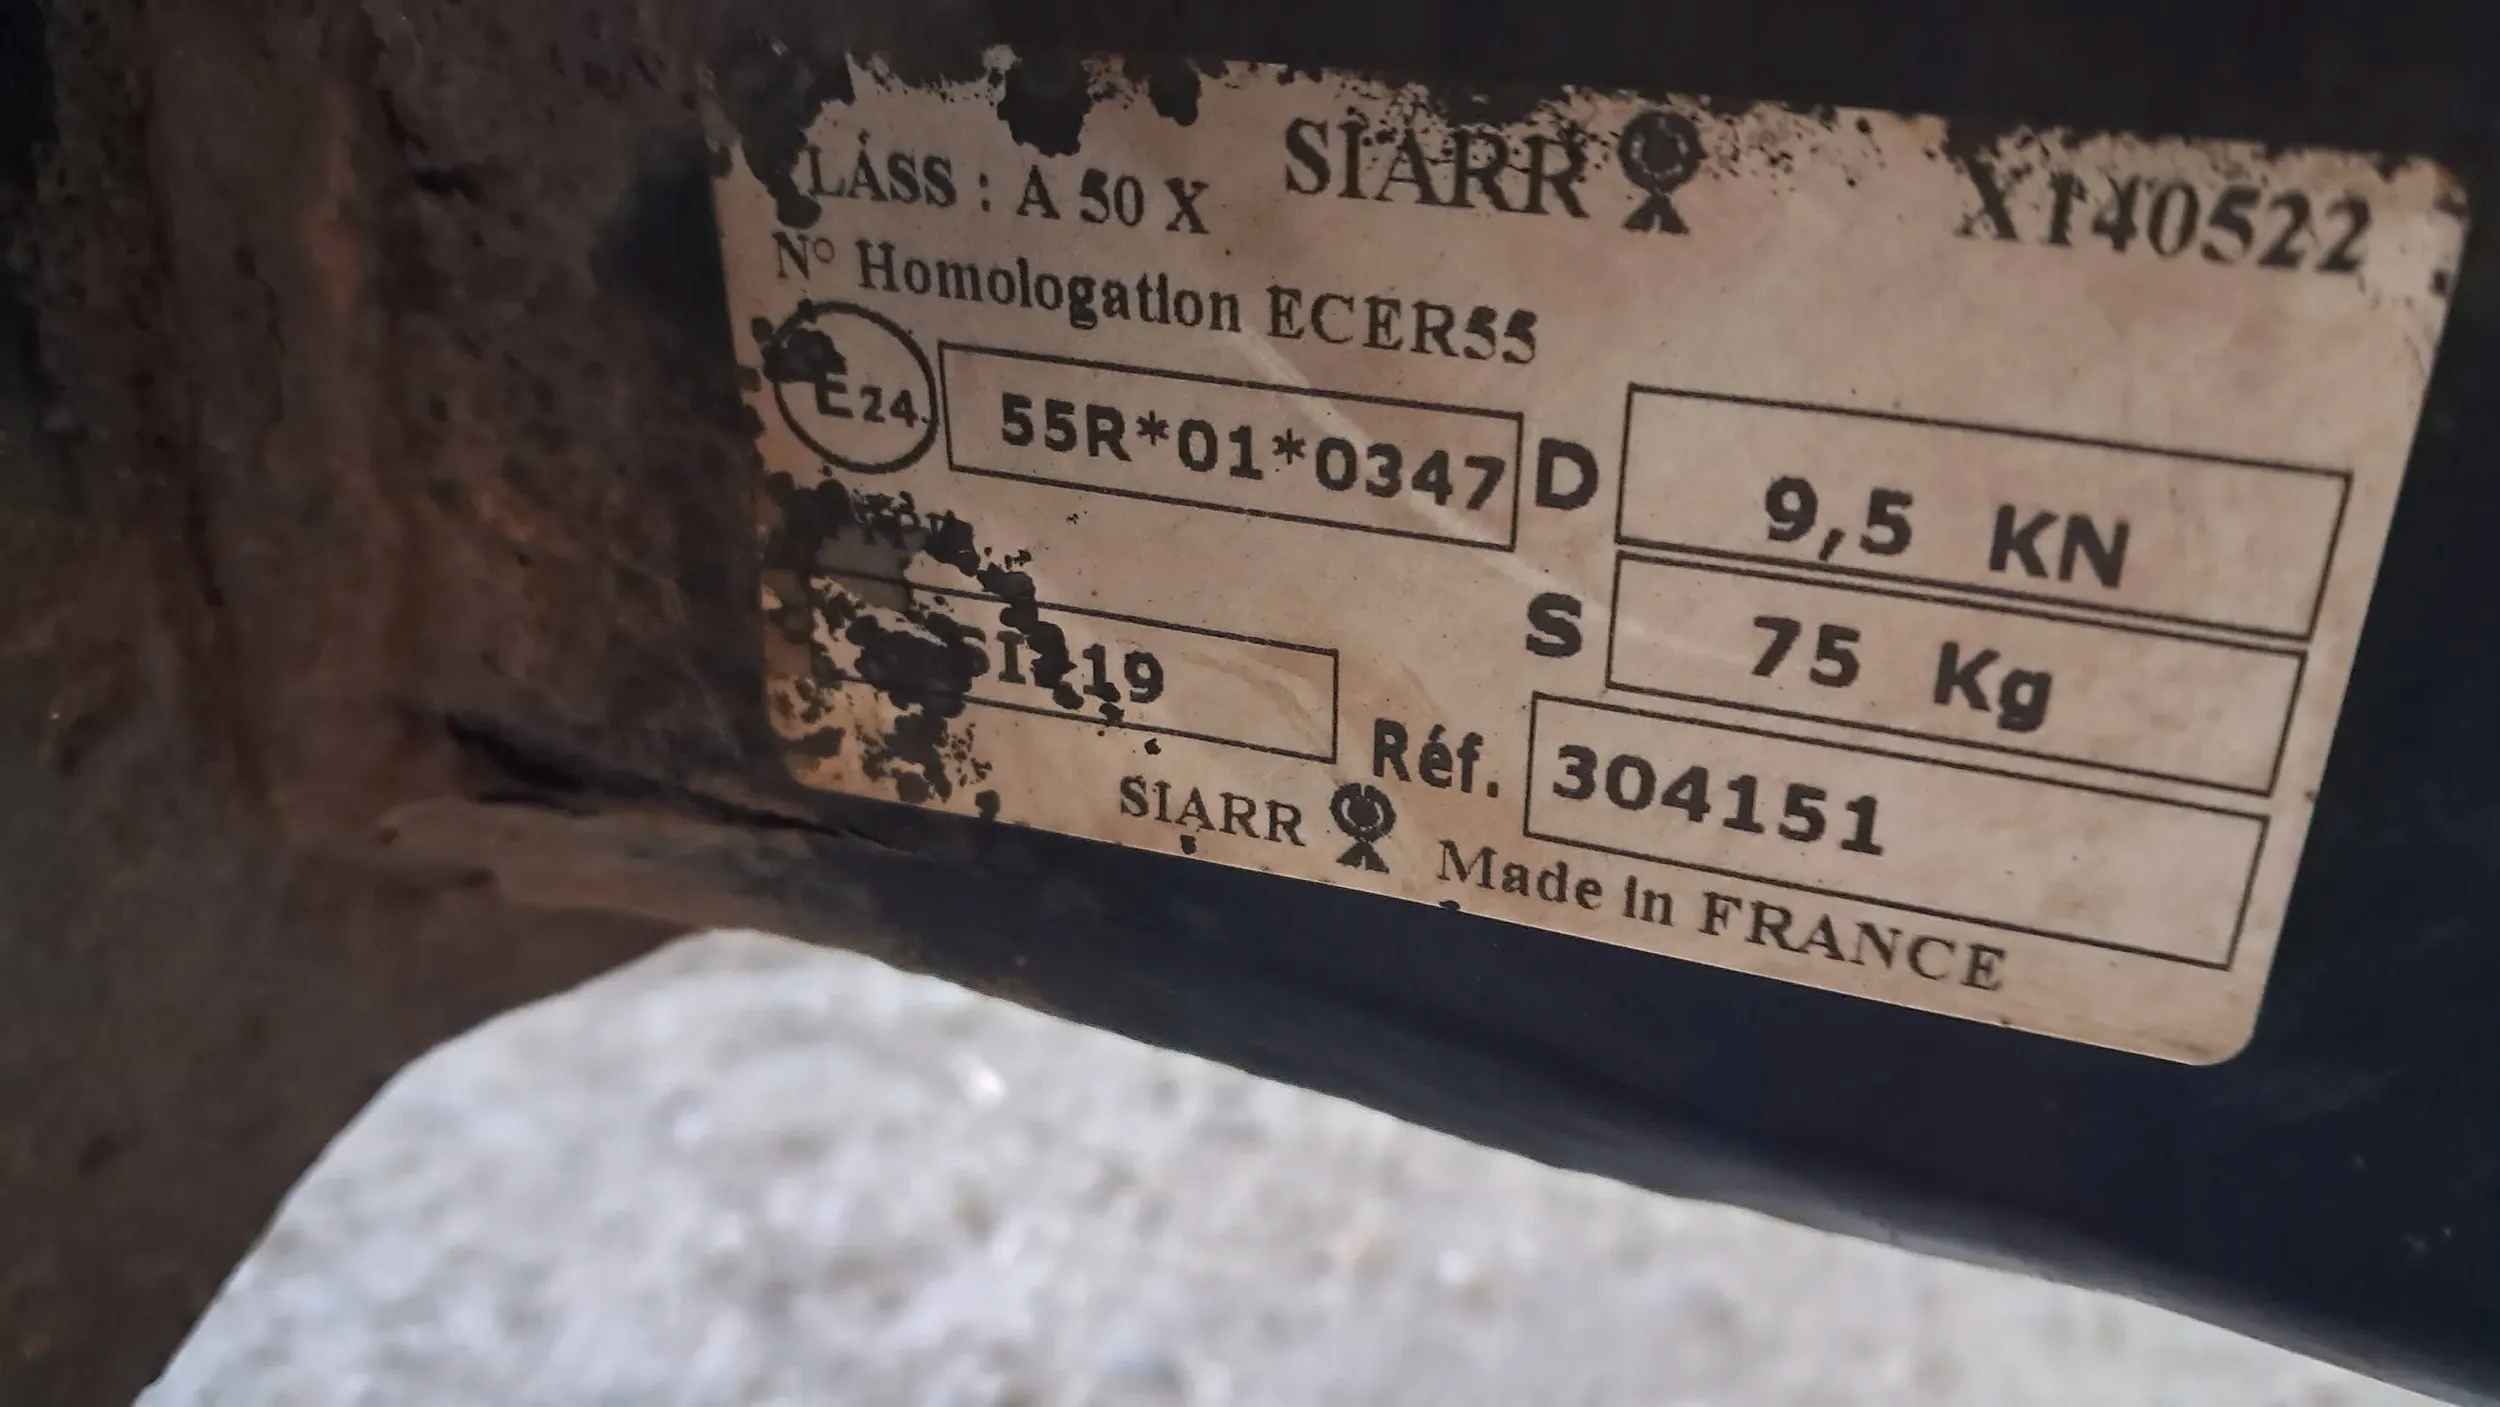 LASS : A 50 X SIARR X140522
N° Homologation ECER55
E24 55R*01*0347 D 9,5 KN
S 75 Kg
Réf. 304151
SIARR Made in FRANCE